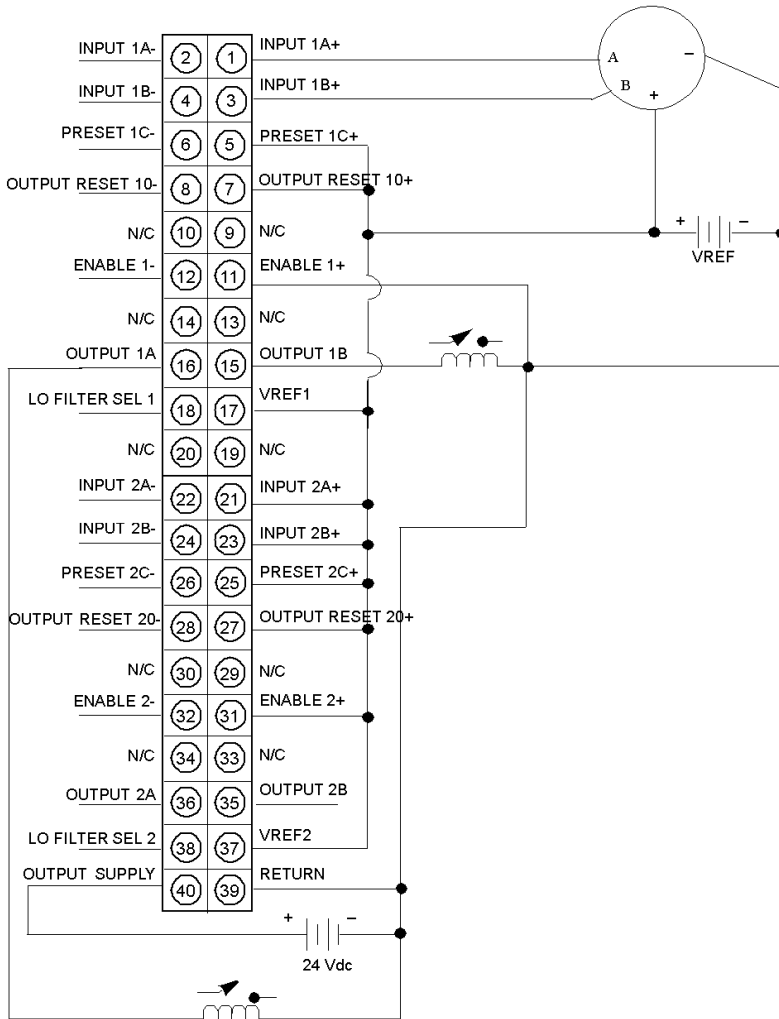 INPUT 1A- 2 1 INPUT 1A+
INPUT 1B- 4 3 INPUT 1B+
PRESET 1C- 6 5 PRESET 1C+
OUTPUT RESET 10- 8 7 OUTPUT RESET 10+
N/C 10 9 N/C
ENABLE 1- 12 11 ENABLE 1+
N/C 14 13 N/C
OUTPUT 1A 16 15 OUTPUT 1B
LO FILTER SEL 1 18 17 VREF1
N/C 20 19 N/C
INPUT 2A- 22 21 INPUT 2A+
INPUT 2B- 24 23 INPUT 2B+
PRESET 2C- 26 25 PRESET 2C+
OUTPUT RESET 20- 28 27 OUTPUT RESET 20+
N/C 30 29 N/C
ENABLE 2- 32 31 ENABLE 2+
N/C 34 33 N/C
OUTPUT 2A 36 35 OUTPUT 2B
LO FILTER SEL 2 38 37 VREF2
OUTPUT SUPPLY 40 39 RETURN
A -
B
+
+ -
VREF
+ -
24 Vdc